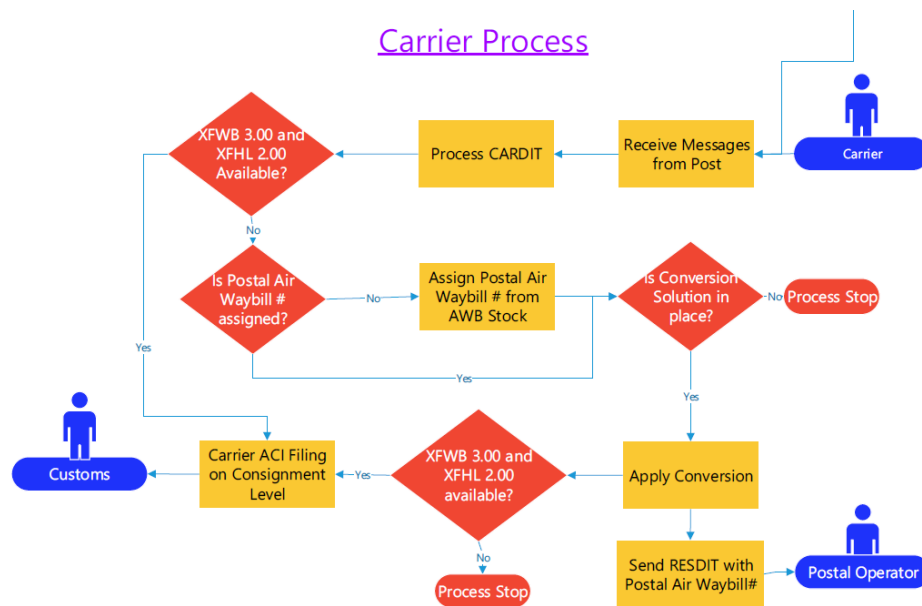 Carrier Process
XFWB 3.00 and
XFHL 2.00
Available?
Process CARDIT
Receive Messages
from Post
Carrier
No
Is Postal Air
Waybill #
assigned?
No
Assign Postal Air
Waybill # from
AWB Stock
Is Conversion
Solution in
place?
No
Process Stop
Yes
Yes
Yes
Customs
Carrier ACI Filing
on Consignment
Level
Yes
XFWB 3.00 and
XFHL 2.00
available?
Apply Conversion
No
Process Stop
Send RESDIT with
Postal Air Waybill#
Postal Operator